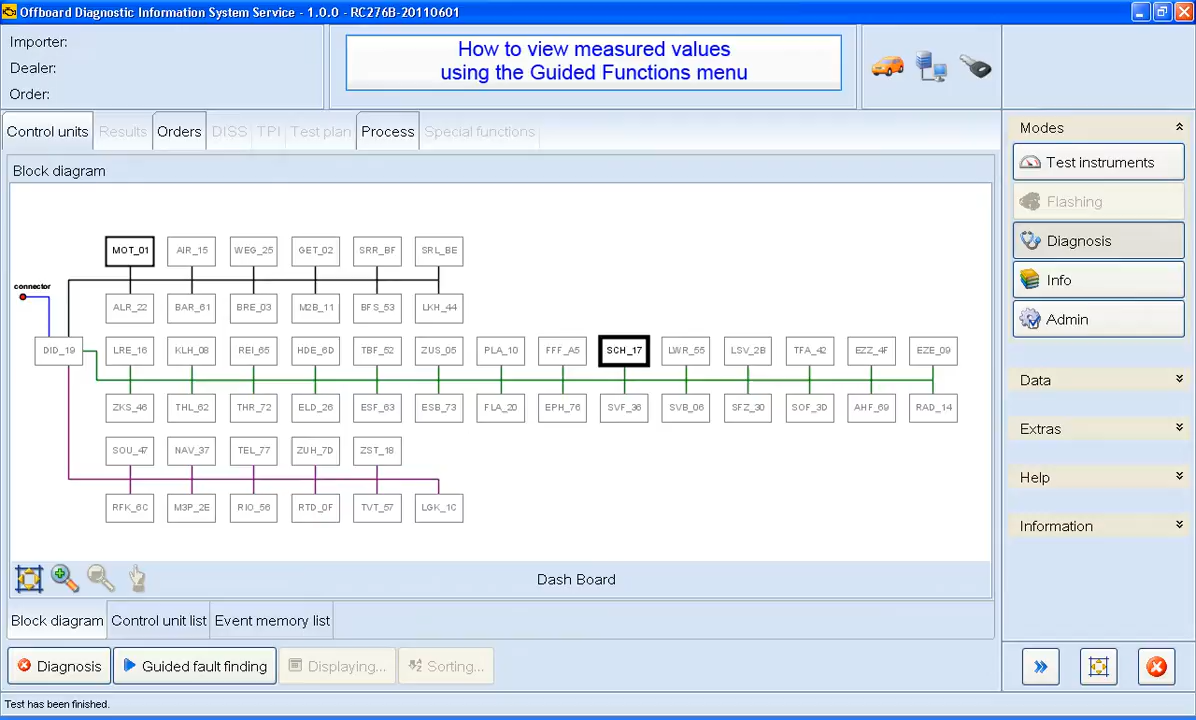 Offboard Diagnostic Information System Service - 1.0.0 - RC276B-20110601
Importer:
Dealer:
Order:
How to view measured values
using the Guided Functions menu
Control units Results Orders DISS TPI Test plan Process Special functions
Block diagram
MOT_01 AIR_15 WEG_25 GET_02 SRR_BF SRL_BE
connector
ALR_22 BAR_61 BRE_03 M2B_11 BFS_53 LKH_44
DID_19 LRE_16 KLH_08 REI_65 HDE_6D TBF_52 ZUS_05 PLA_10 FFF_A5 SCH_17 LWR_55 LSV_2B TFA_42 EZZ_4F EZE_09
ZKS_46 THL_62 THR_72 ELD_26 ESF_63 ESB_73 FLA_20 EPH_76 SVF_36 SVB_06 SFZ_30 SOF_3D AHF_69 RAD_14
SOU_47 NAV_37 TEL_77 ZUH_7D ZST_18
RFK_6C M3P_2E RIO_56 RTD_0F TVT_57 LGK_1C
Dash Board
Block diagram Control unit list Event memory list
Diagnosis Guided fault finding Displaying... Sorting...
Test has been finished.
Modes
Test instruments
Flashing
Diagnosis
Info
Admin
Data
Extras
Help
Information